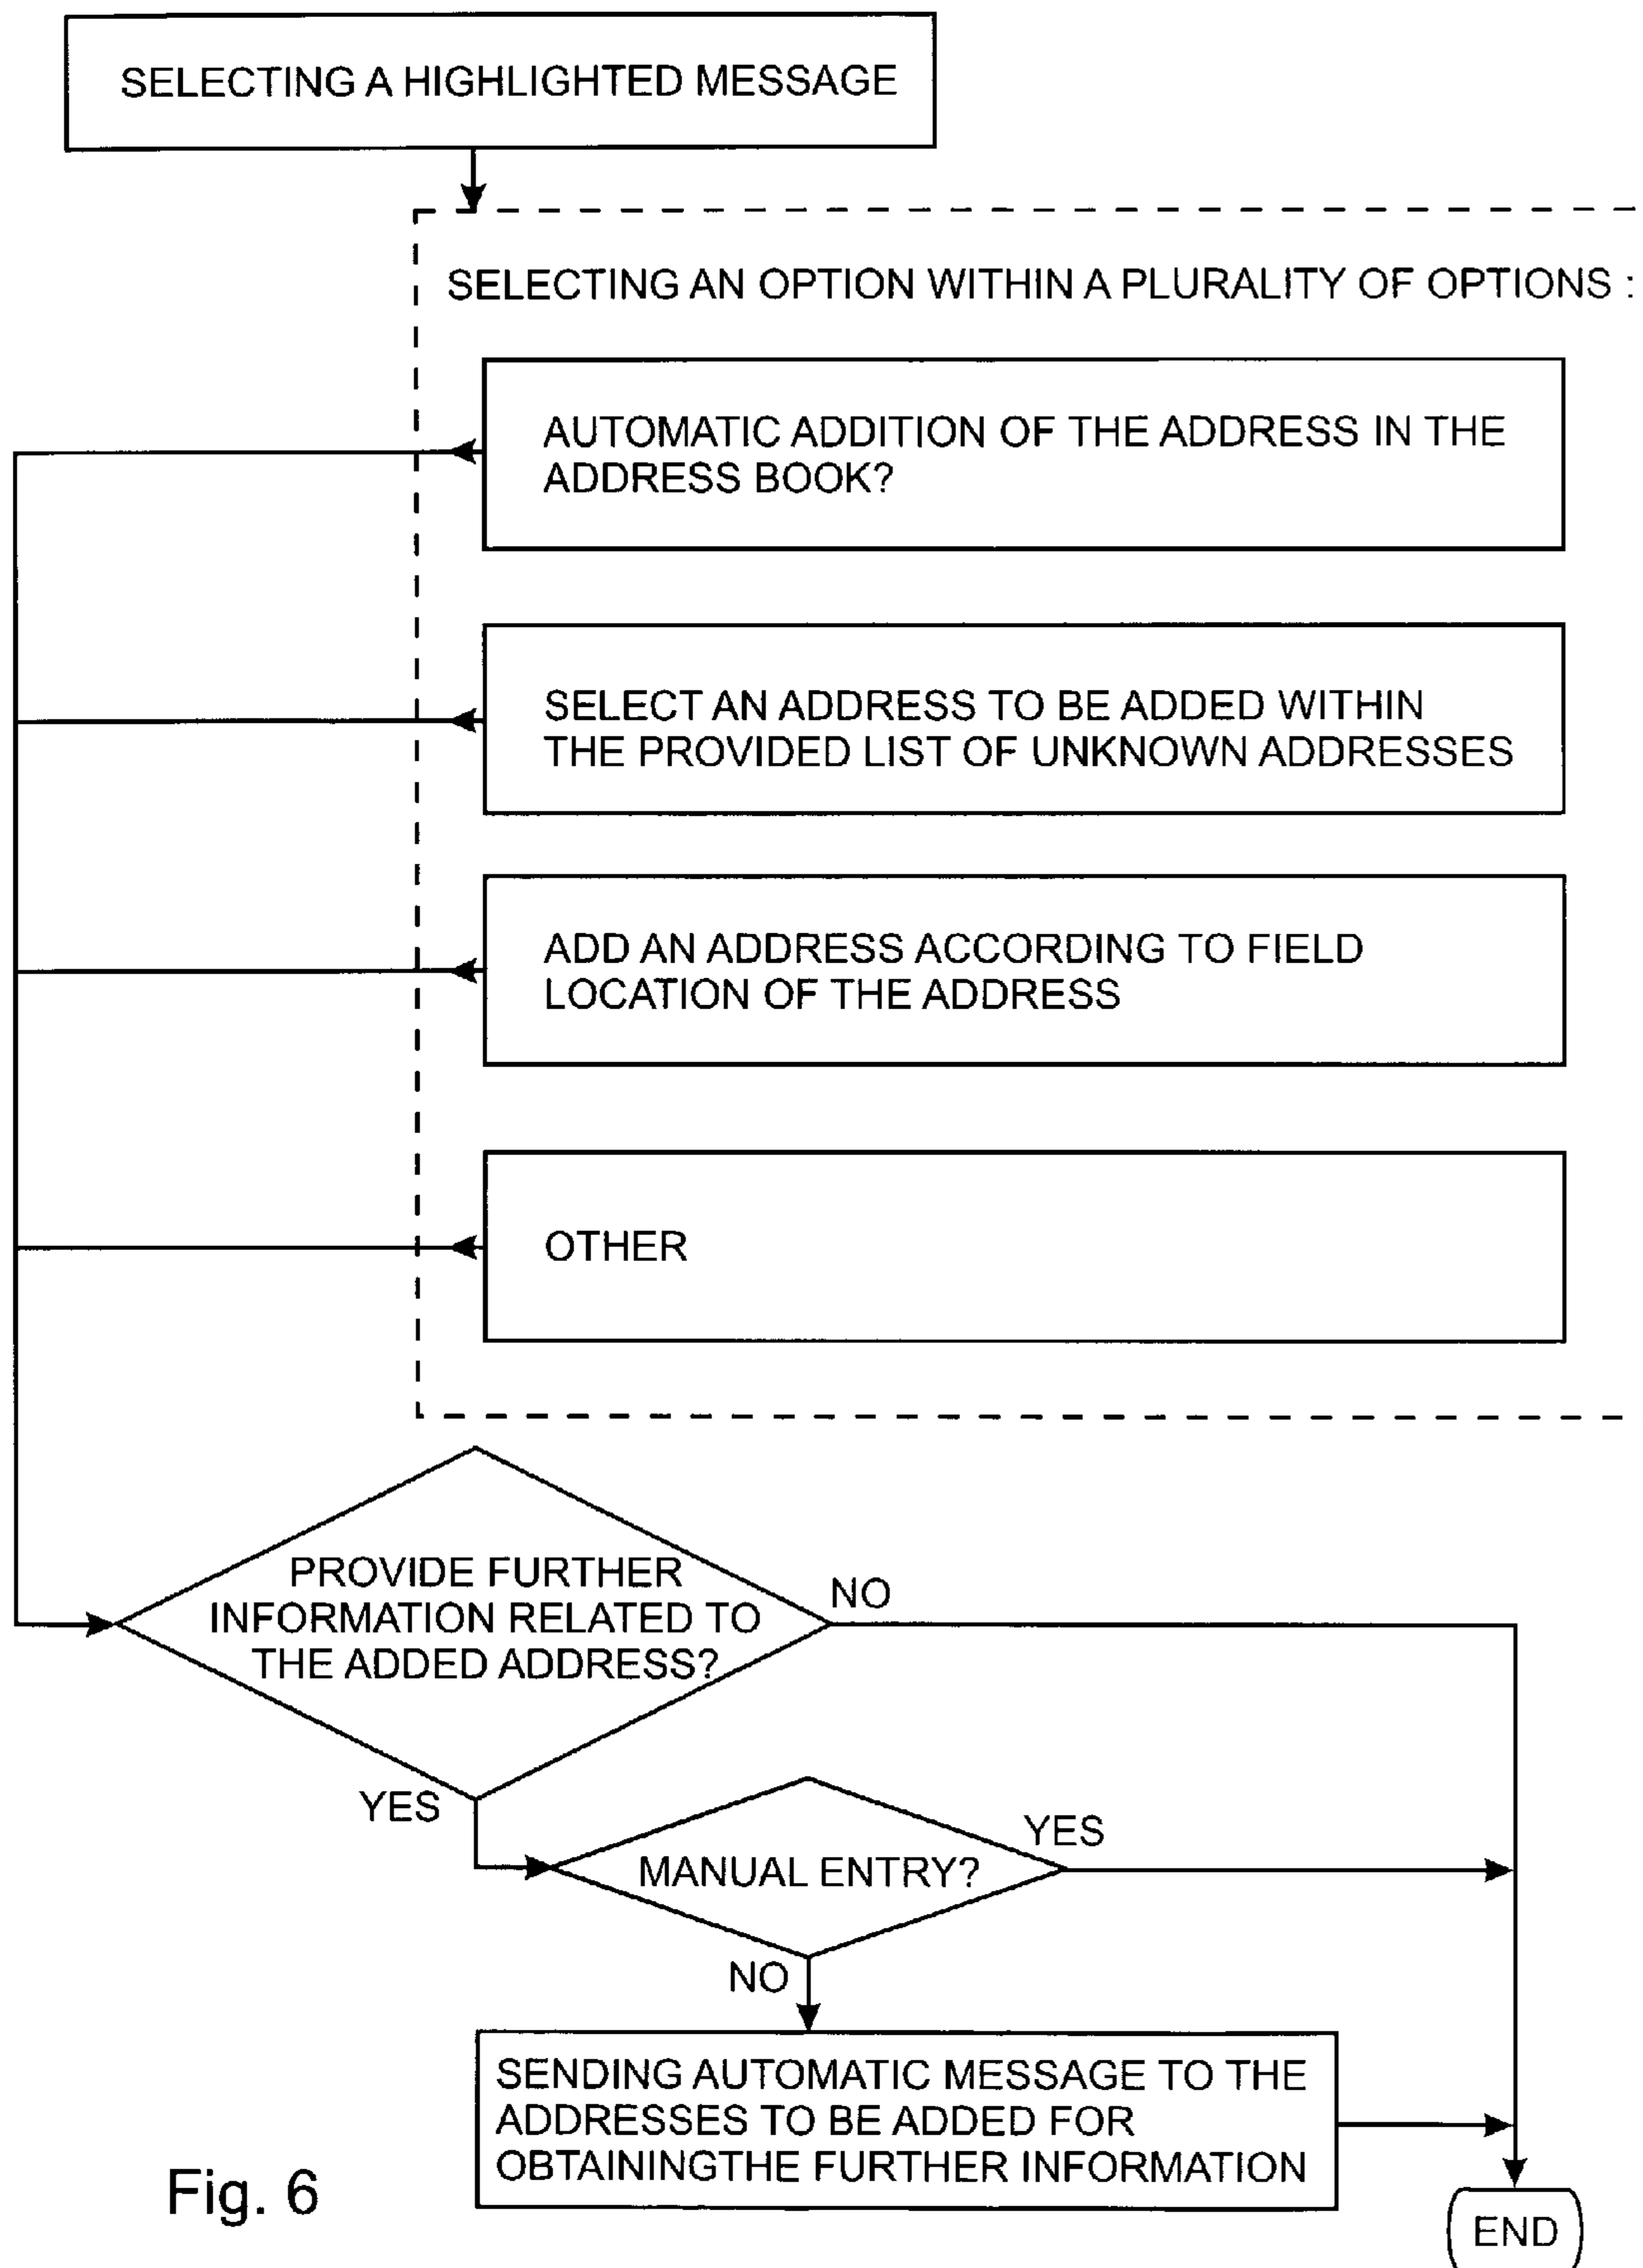 SELECTING A HIGHLIGHTED MESSAGE
SELECTING AN OPTION WITHIN A PLURALITY OF OPTIONS :
AUTOMATIC ADDITION OF THE ADDRESS IN THE
ADDRESS BOOK?
SELECT AN ADDRESS TO BE ADDED WITHIN
THE PROVIDED LIST OF UNKNOWN ADDRESSES
ADD AN ADDRESS ACCORDING TO FIELD
LOCATION OF THE ADDRESS
OTHER
PROVIDE FURTHER
INFORMATION RELATED TO
THE ADDED ADDRESS?
NO
YES
MANUAL ENTRY?
YES
NO
SENDING AUTOMATIC MESSAGE TO THE
ADDRESSES TO BE ADDED FOR
OBTAININGTHE FURTHER INFORMATION
Fig. 6
END